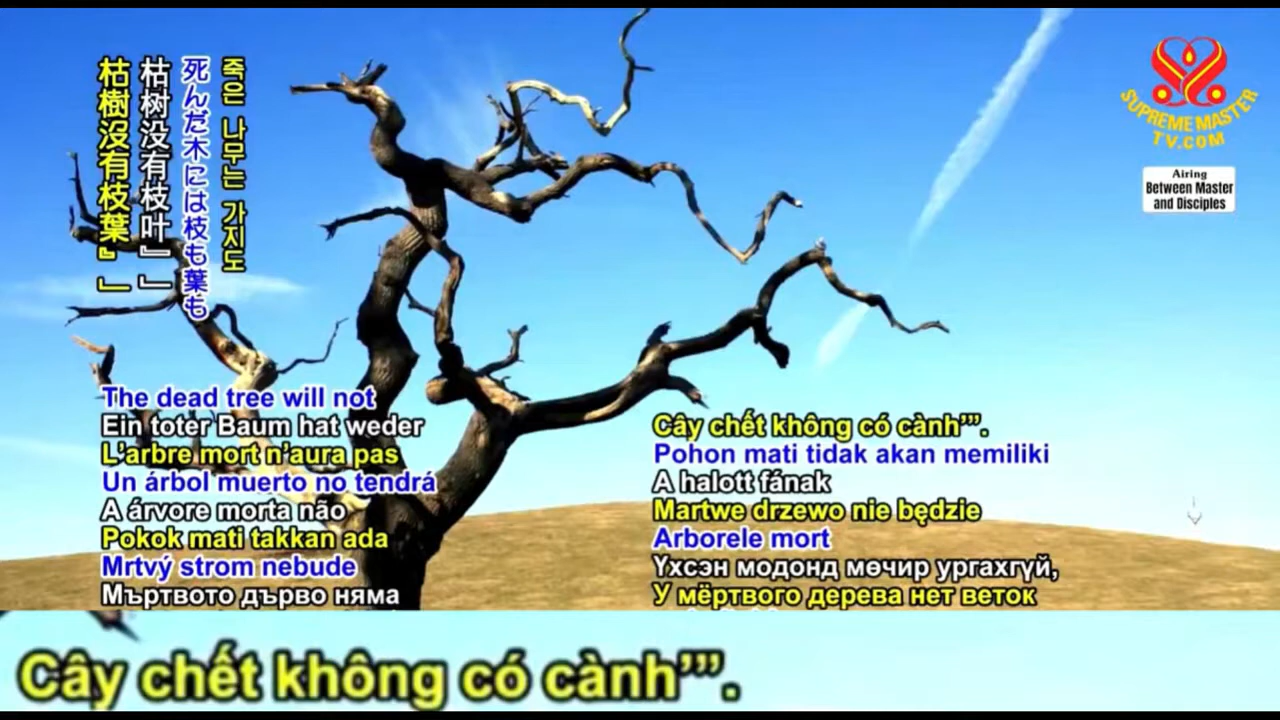 枯樹沒有枝葉』」
枯树没有枝叶』」
死んだ木には枝も葉も
죽은 나무는 가지도
SUPREME MASTER
TV.COM
Airing
Between Master
and Disciples
The dead tree will not
Ein toter Baum hat weder
L'arbre mort n'aura pas
Un árbol muerto no tendrá
A árvore morta não
Pokok mati takkan ada
Mrtvý strom nebude
Мъртвото дърво няма
Cây chết không có cành’”.
Pohon mati tidak akan memiliki
A halott fának
Martwe drzewo nie będzie
Arborele mort
Үхсэн модонд мөчир ургахгүй,
У мёртвого дерева нет веток
Cây chết không có cành’”.